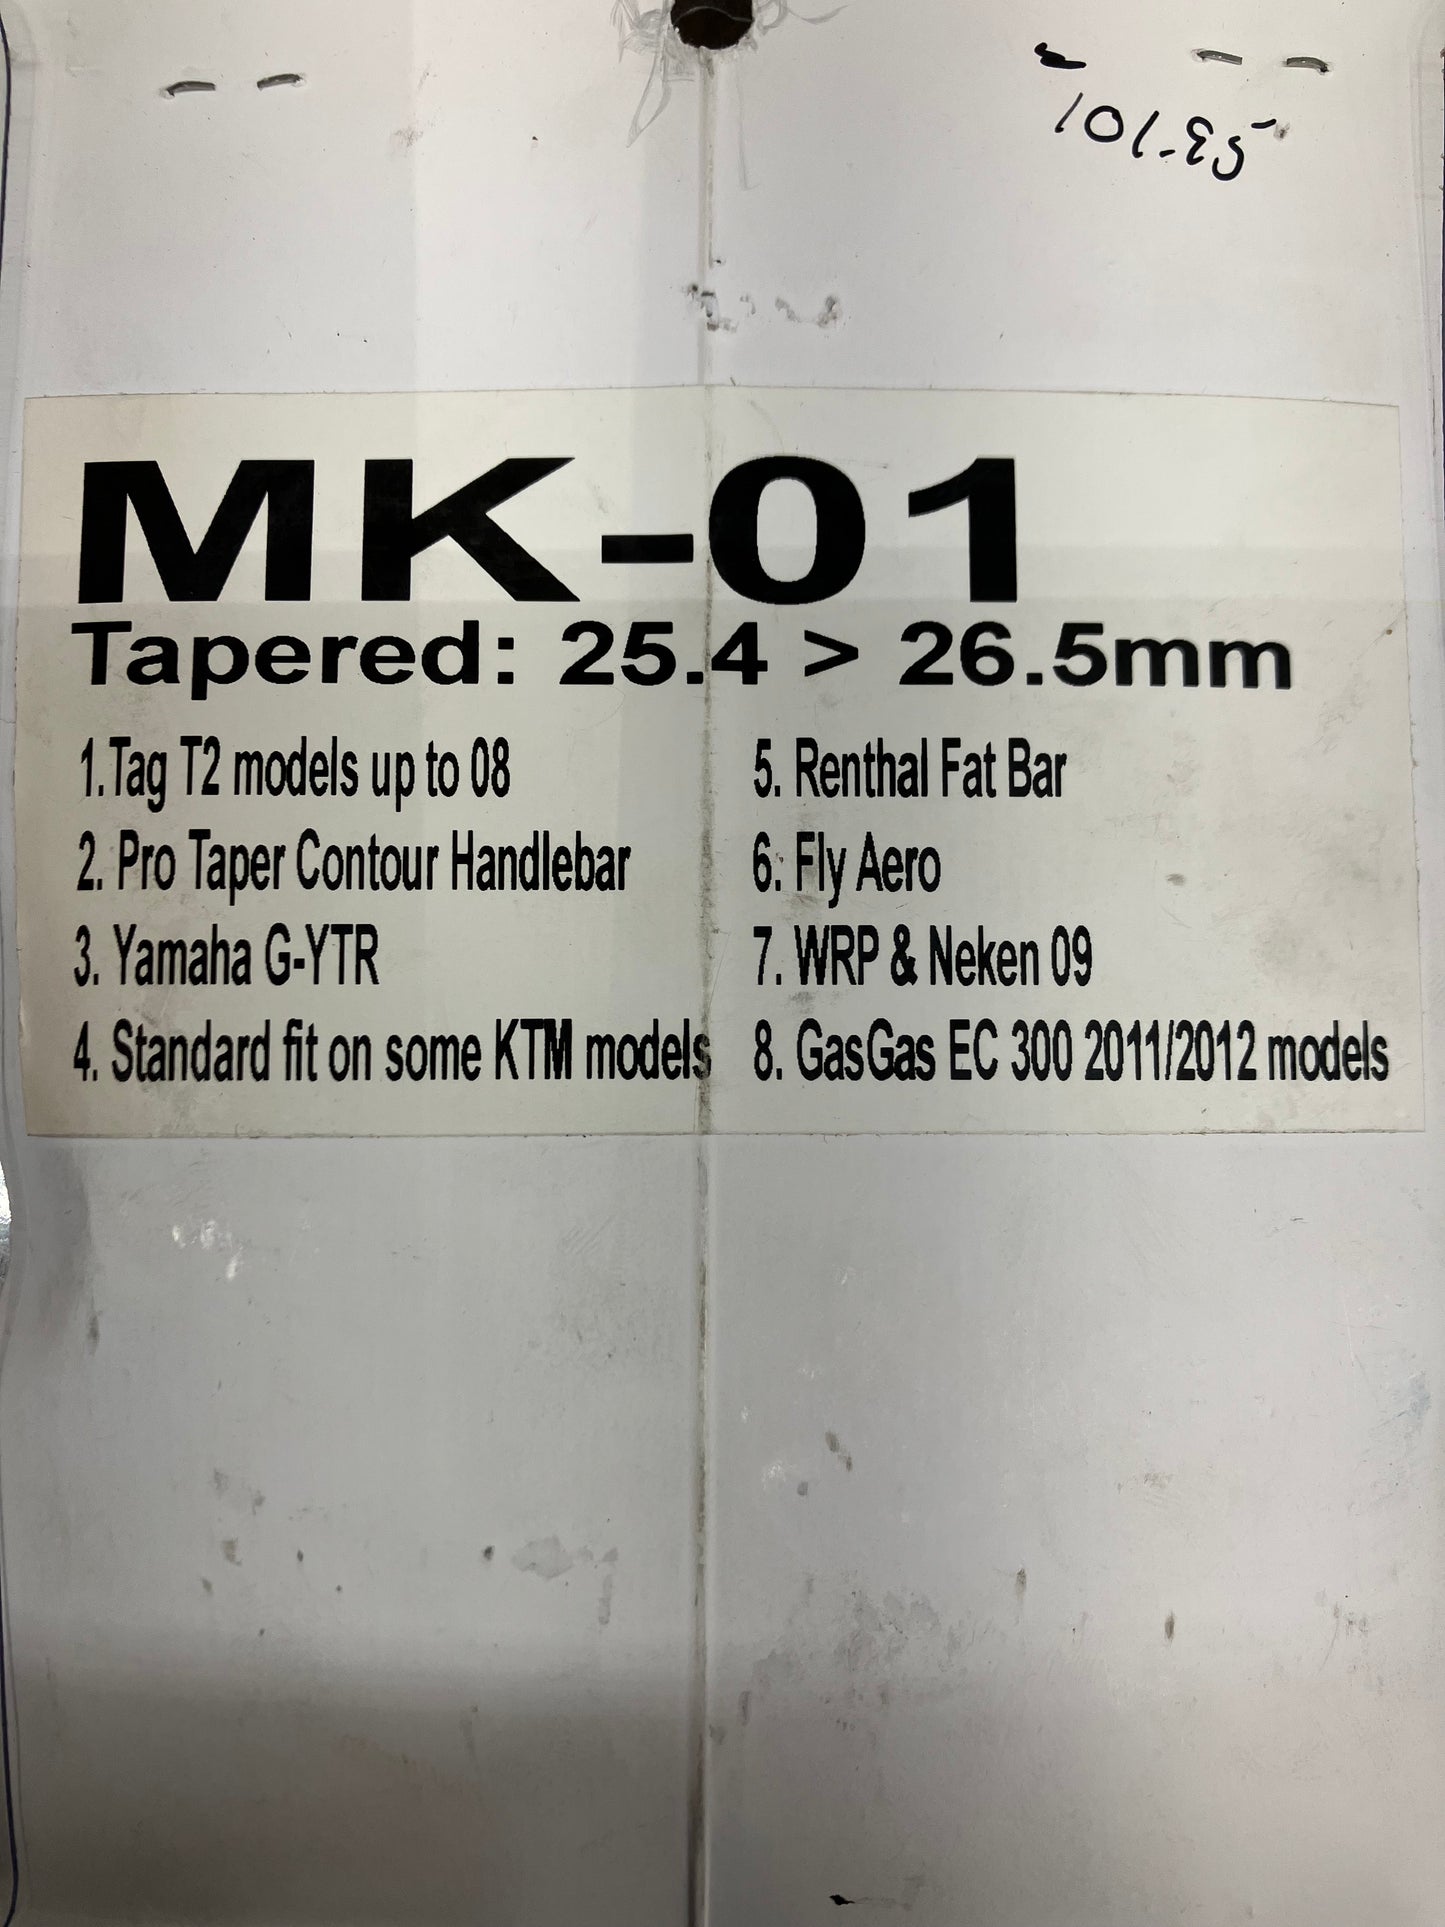 MK-01
Tapered: 25.4 > 26.5mm
1.Tag T2 models up to 08
2. Pro Taper Contour Handlebar
3. Yamaha G-YTR
4. Standard fit on some KTM models
5. Renthal Fat Bar
6. Fly Aero
7. WRP & Neken 09
8. GasGas EC 300 2011/2012 models